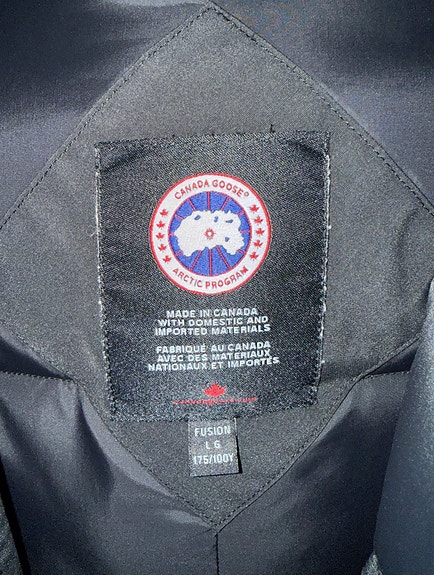 CANADA GOOSE®
ARCTIC PROGRAM
MADE IN CANADA
WITH DOMESTIC AND
IMPORTED MATERIALS
FABRIQUÉ AU CANADA
AVEC DES MATERIAUX
NATIONAUX ET IMPORTÉS
FUSION
L G
175/100Y